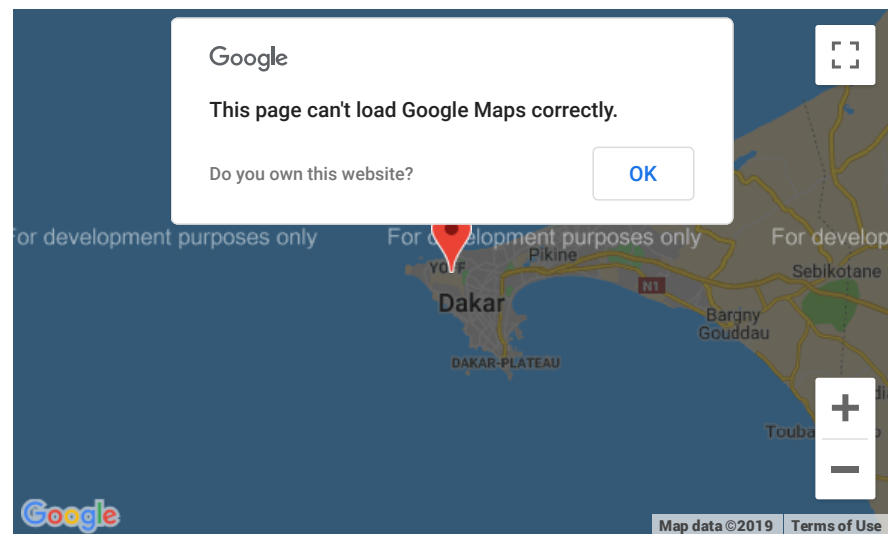 Google
This page can't load Google Maps correctly.
Do you own this website?
OK
For development purposes only
For development purposes only
For develop
YOFF
Pikine
Sebikotane
N1
Dakar
Bargny
Gouddau
DAKAR-PLATEAU
Touba
Google
Map data ©2019
Terms of Use